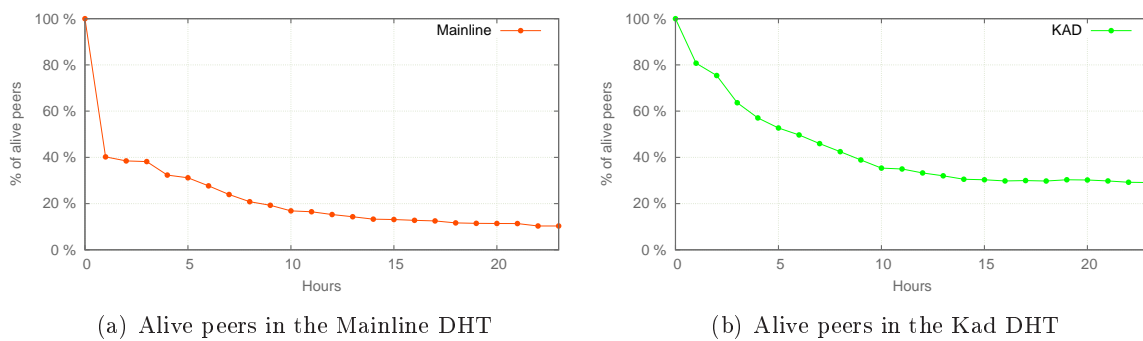 100 %
80 %
60 %
40 %
20 %
0 %
% of alive peers
Mainline
0
5
10
15
20
Hours
(a) Alive peers in the Mainline DHT
100 %
80 %
60 %
40 %
20 %
0 %
% of alive peers
KAD
0
5
10
15
20
Hours
(b) Alive peers in the Kad DHT